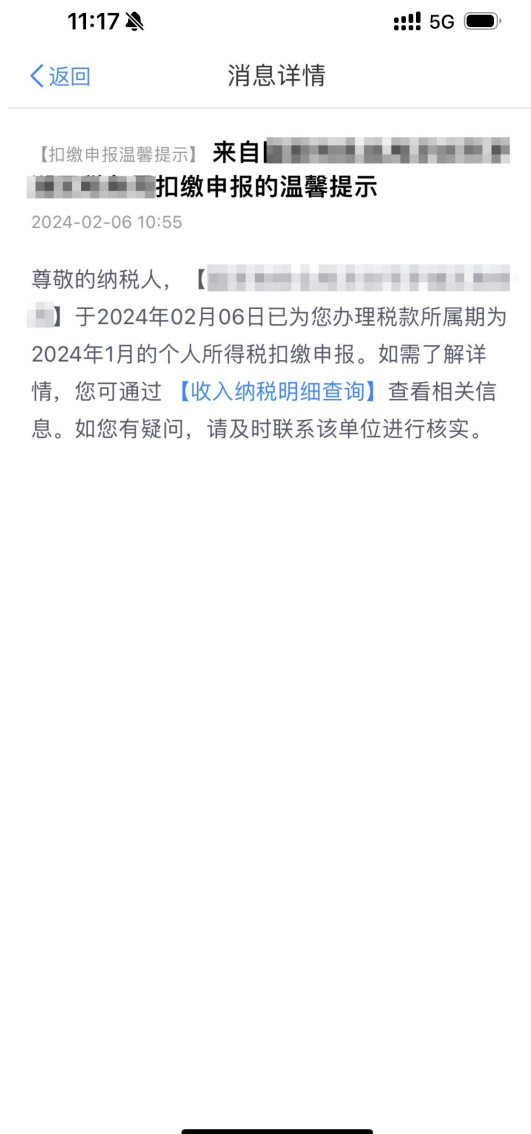 11:17
5G
返回
消息详情
【扣缴申报温馨提示】 来自
扣缴申报的温馨提示
2024-02-06 10:55
尊敬的纳税人，【
】于2024年02月06日已为您办理税款所属期为
2024年1月的个人所得税扣缴申报。如需了解详
情，您可通过 【收入纳税明细查询】查看相关信
息。如您有疑问，请及时联系该单位进行核实。